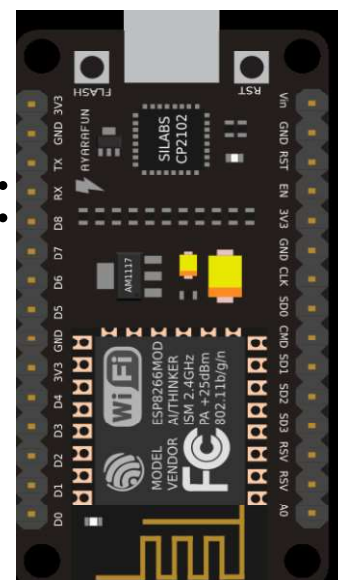 FLASH
RST
3V3
GND
TX
RX
D8
D7
D6
D5
GND
3V3
D4
D3
D2
D1
D0
AYARAFUN
SILABS
CP2102
AM1117
Wi Fi
ESP8266MOD
AI/THINKER
ISM 2.4GHz
PA +25dBm
802.11b/g/n
MODEL
VENDOR
FC
Vin
GND
RST
EN
3V3
GND
CLK
SD0
CMD
SD1
SD2
SD3
RSV
RSV
A0